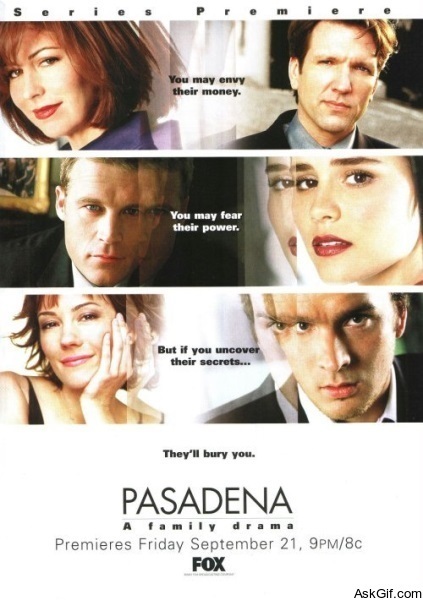 Series Premiere
You may envy
their money.
You may fear
their power.
But if you uncover
their secrets...
They'll bury you.
PASADENA
A family drama
Premieres Friday September 21, 9PM/8c
FOX
AskGif.com